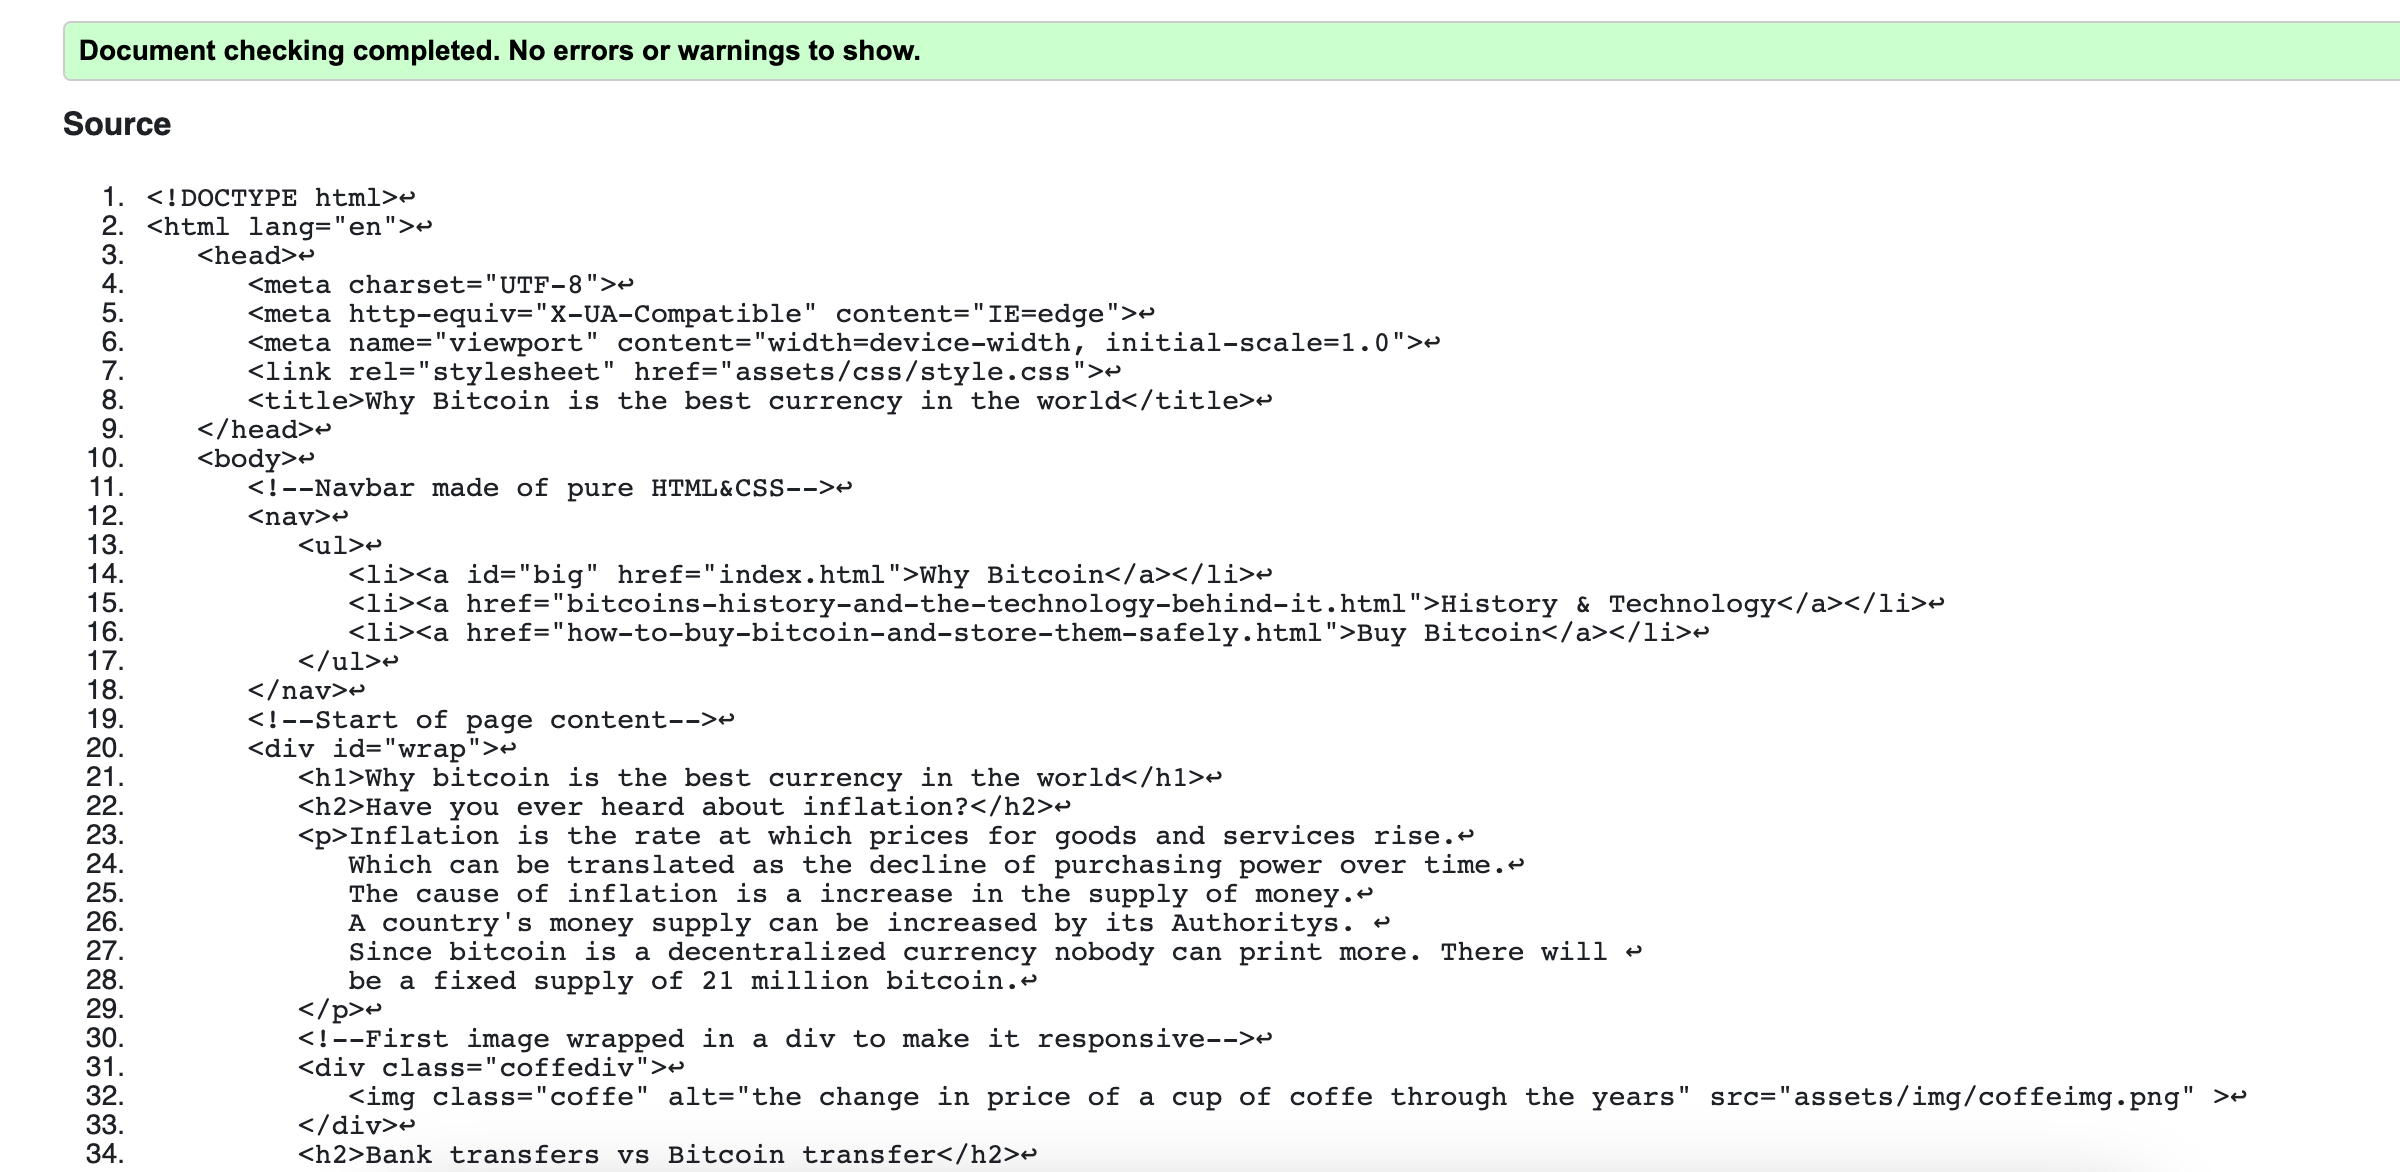 Document checking completed. No errors or warnings to show.
Source
1. <!DOCTYPE html>↩
2. <html lang="en">↩
3.    <head>↩
4.       <meta charset="UTF-8">↩
5.       <meta http-equiv="X-UA-Compatible" content="IE=edge">↩
6.       <meta name="viewport" content="width=device-width, initial-scale=1.0">↩
7.       <link rel="stylesheet" href="assets/css/style.css">↩
8.       <title>Why Bitcoin is the best currency in the world</title>↩
9.    </head>↩
10.    <body>↩
11.       <!--Navbar made of pure HTML&CSS-->↩
12.       <nav>↩
13.          <ul>↩
14.             <li><a id="big" href="index.html">Why Bitcoin</a></li>↩
15.             <li><a href="bitcoins-history-and-the-technology-behind-it.html">History & Technology</a></li>↩
16.             <li><a href="how-to-buy-bitcoin-and-store-them-safely.html">Buy Bitcoin</a></li>↩
17.          </ul>↩
18.       </nav>↩
19.       <!--Start of page content-->↩
20.       <div id="wrap">↩
21.          <h1>Why bitcoin is the best currency in the world</h1>↩
22.          <h2>Have you ever heard about inflation?</h2>↩
23.          <p>Inflation is the rate at which prices for goods and services rise.↩
24.             Which can be translated as the decline of purchasing power over time.↩
25.             The cause of inflation is a increase in the supply of money.↩
26.             A country's money supply can be increased by its Authoritys. ↩
27.             Since bitcoin is a decentralized currency nobody can print more. There will ↩
28.             be a fixed supply of 21 million bitcoin.↩
29.          </p>↩
30.          <!--First image wrapped in a div to make it responsive-->↩
31.          <div class="coffediv">↩
32.             <img class="coffe" alt="the change in price of a cup of coffe through the years" src="assets/img/coffeimg.png" >↩
33.          </div>↩
34.          <h2>Bank transfers vs Bitcoin transfer</h2>↩